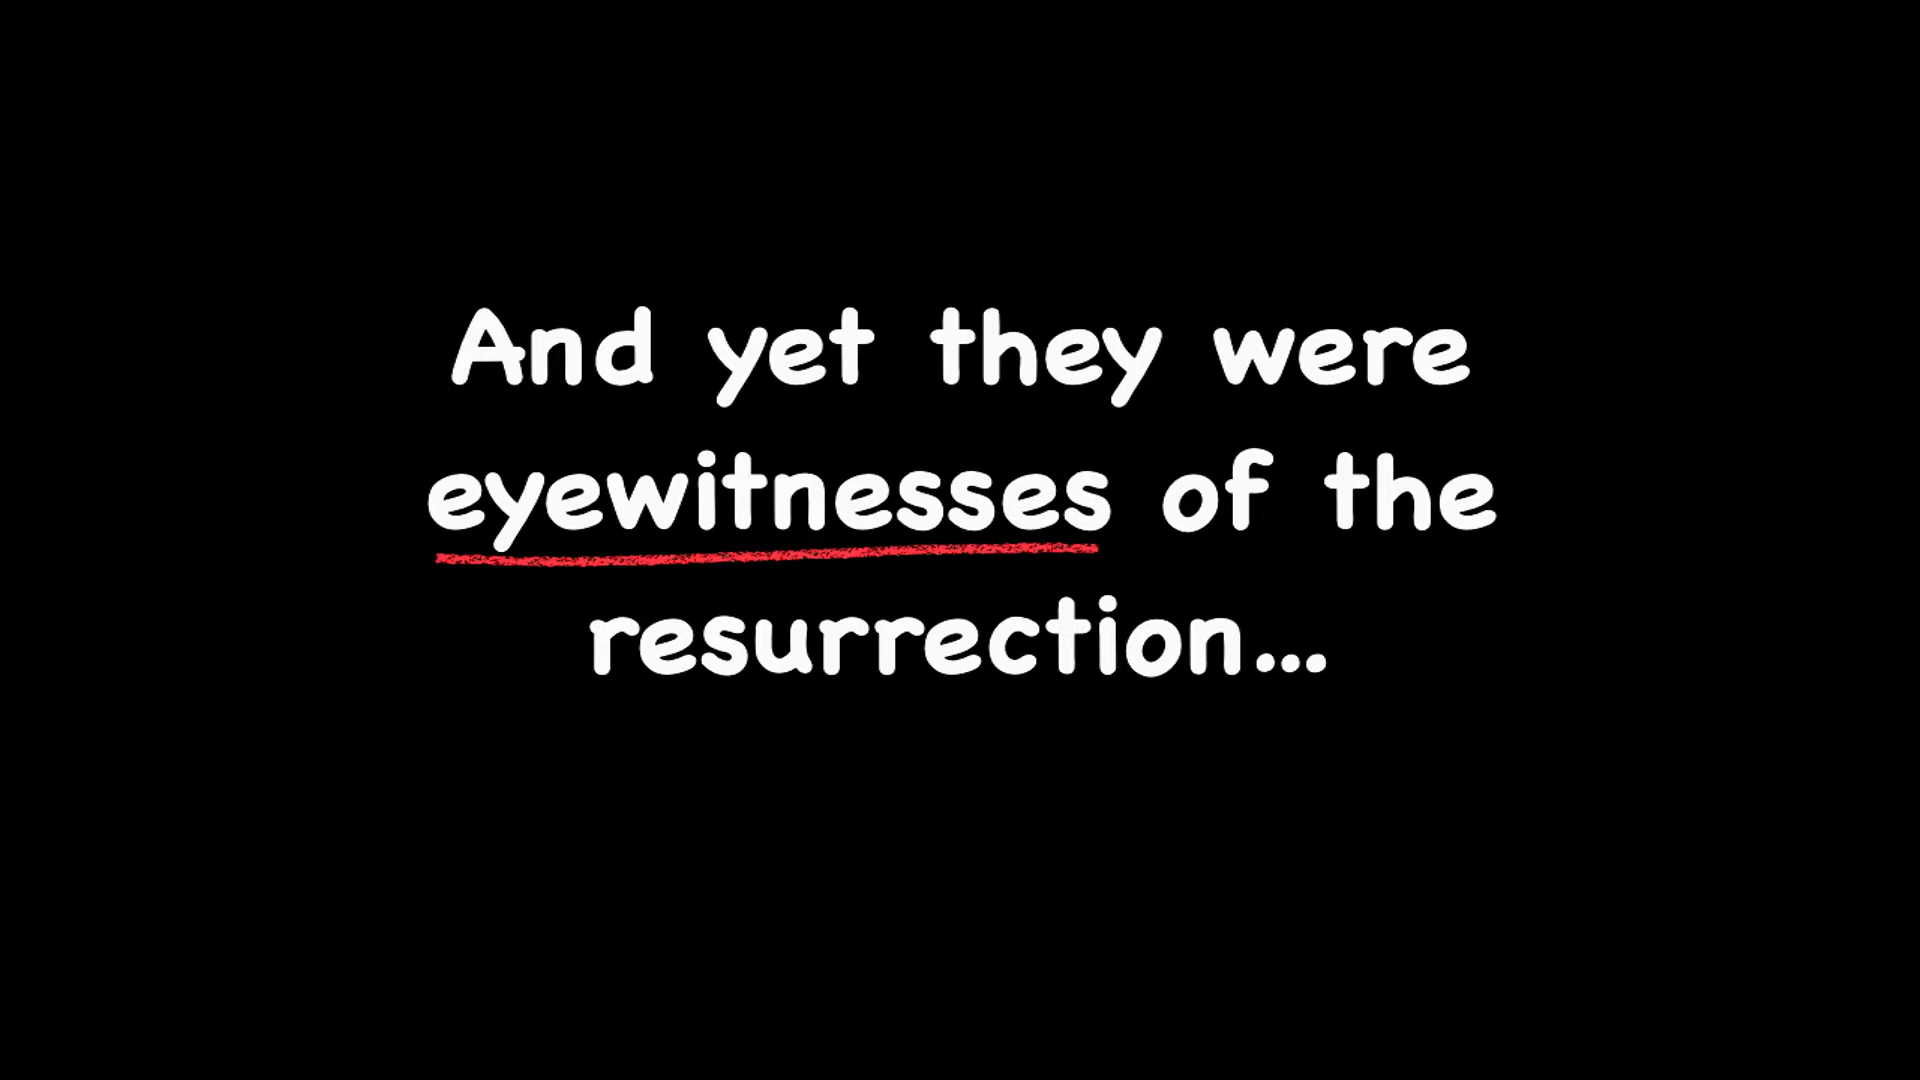 And yet they were
eyewitnesses of the
resurrection...